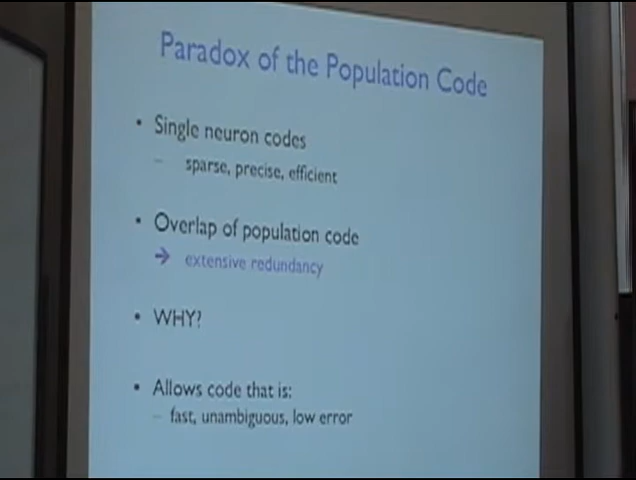 Paradox of the Population Code
• Single neuron codes
– sparse, precise, efficient
• Overlap of population code
→ extensive redundancy
• WHY?
• Allows code that is:
– fast, unambiguous, low error